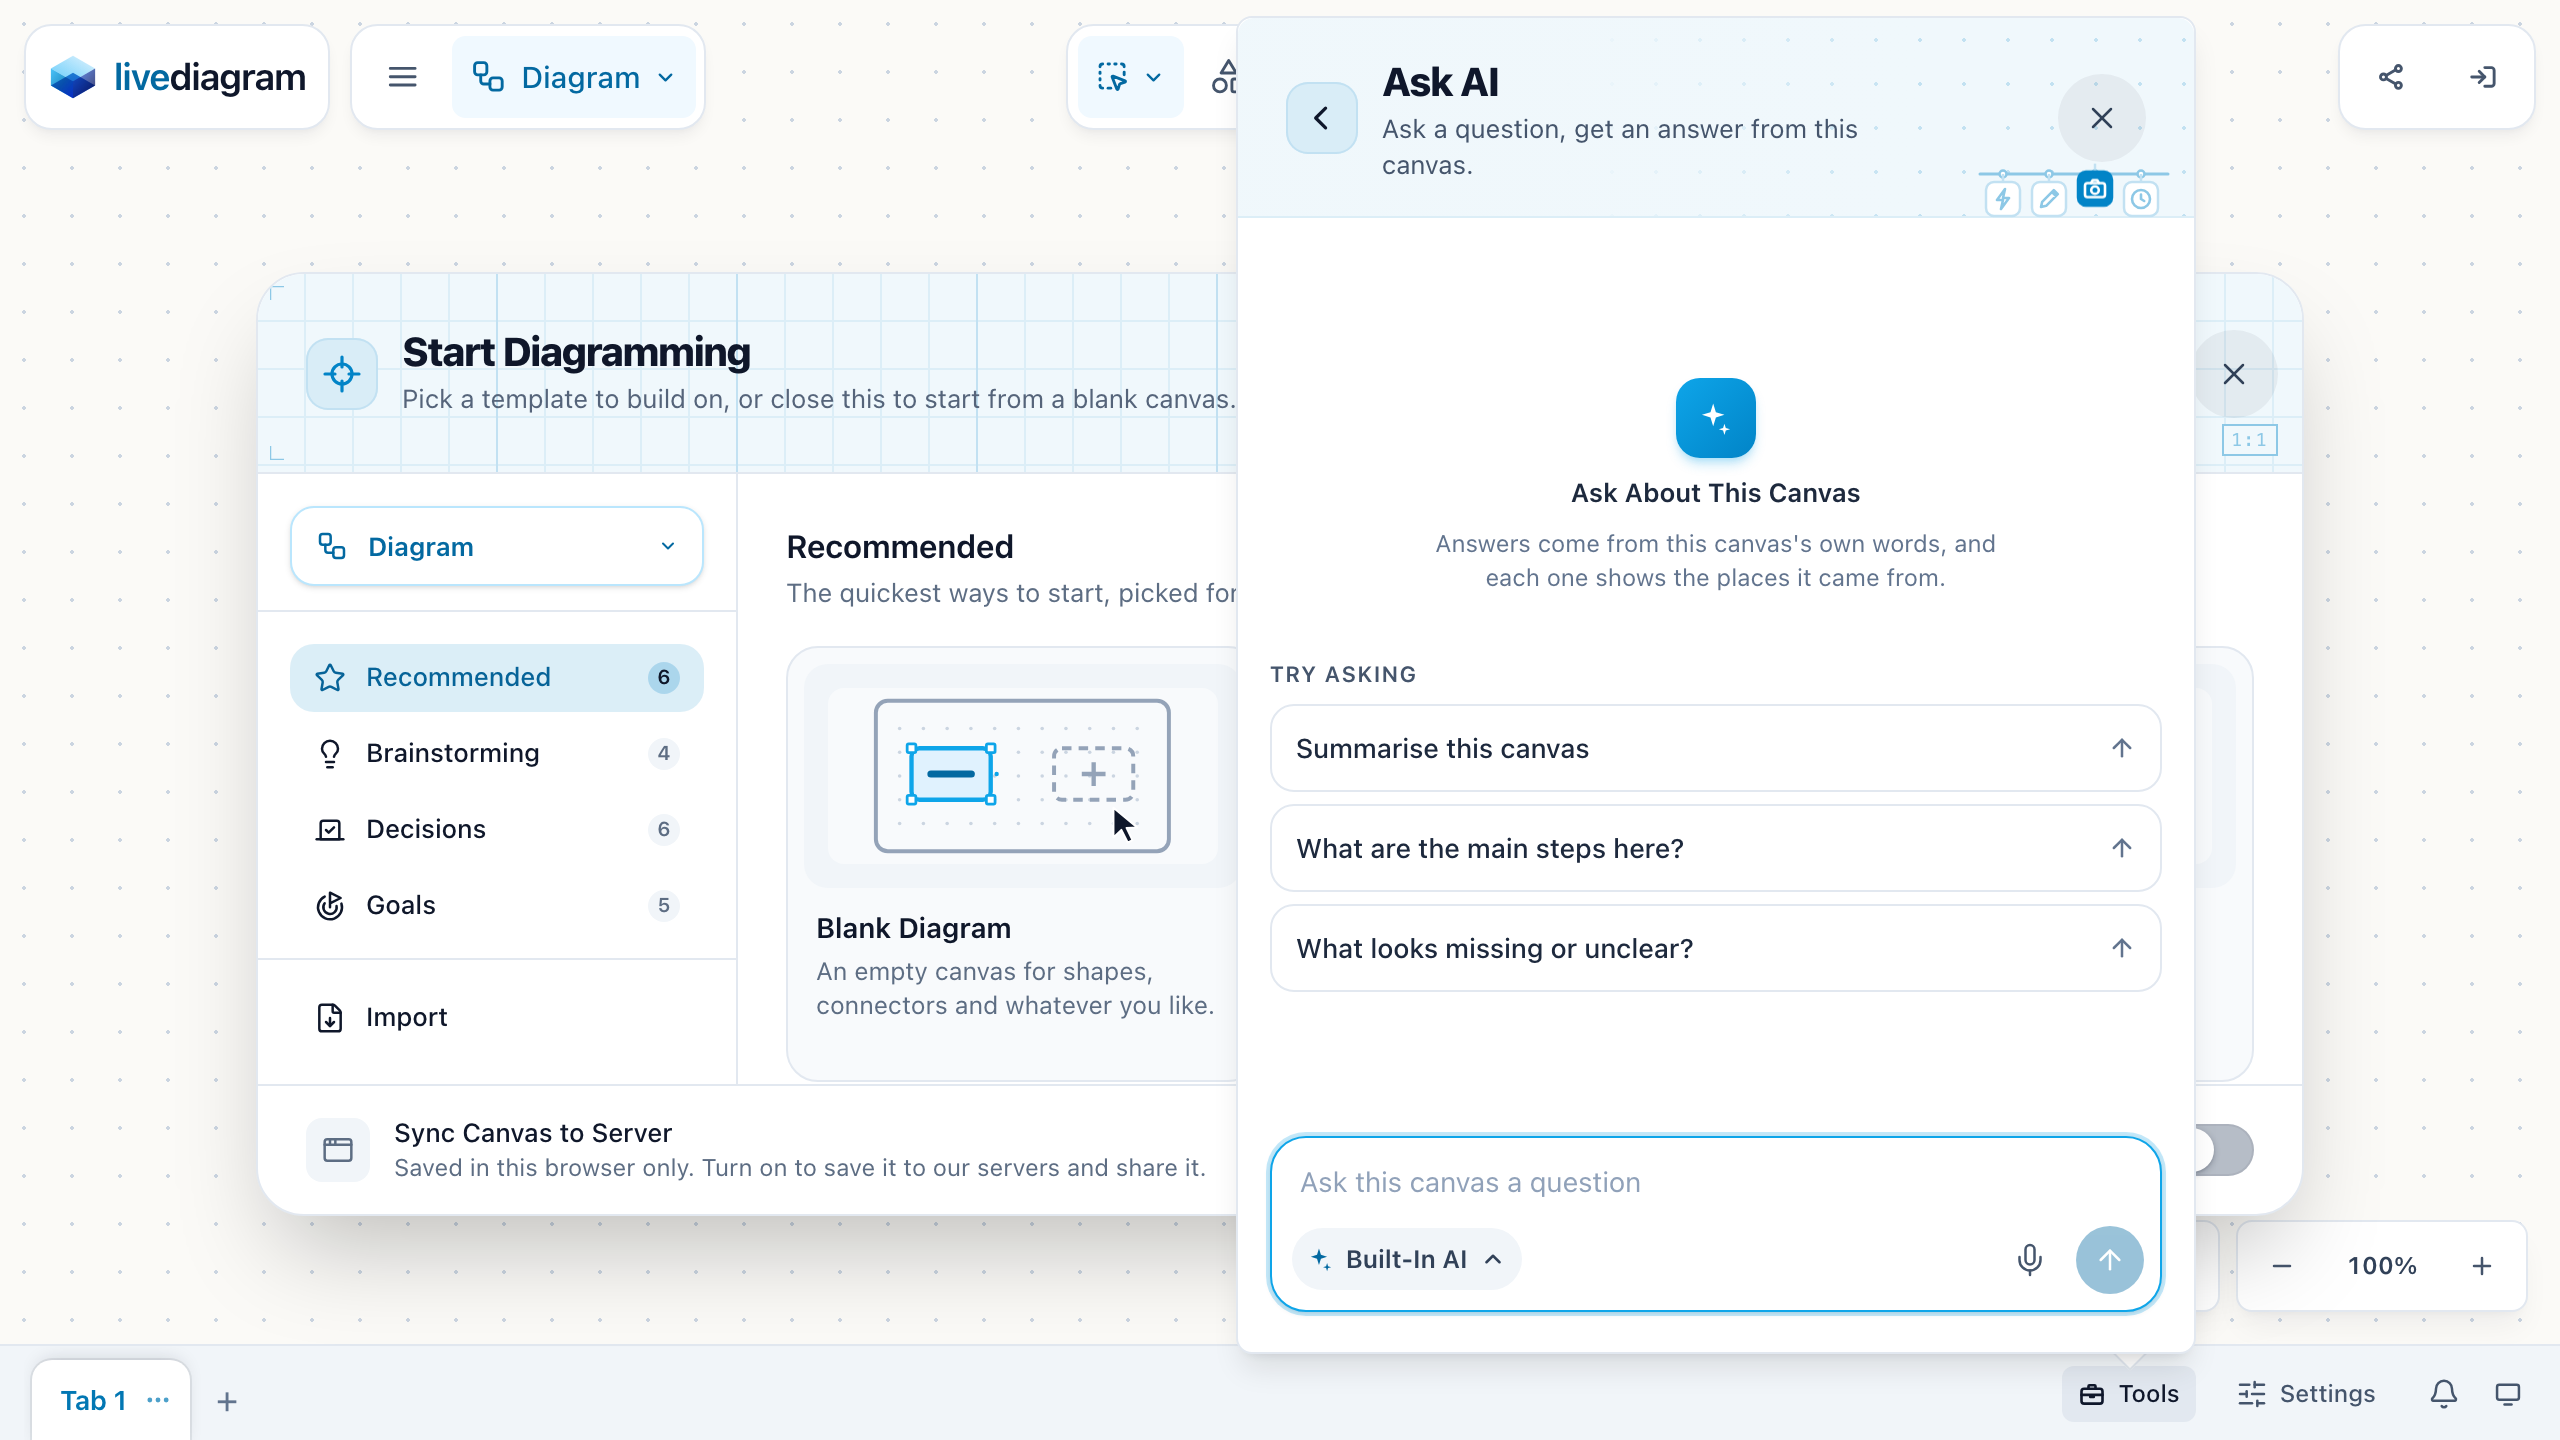 livediagram
Diagram
Ask AI
Ask a question, get an answer from this
canvas.
Start Diagramming
Pick a template to build on, or close this to start from a blank canvas.
1:1
Diagram
Recommended 6
Brainstorming 4
Decisions 6
Goals 5
Import
Recommended
The quickest ways to start, picked for
Blank Diagram
An empty canvas for shapes,
connectors and whatever you like.
Sync Canvas to Server
Saved in this browser only. Turn on to save it to our servers and share it.
Ask About This Canvas
Answers come from this canvas's own words, and
each one shows the places it came from.
TRY ASKING
Summarise this canvas
What are the main steps here?
What looks missing or unclear?
Ask this canvas a question
Built-In AI
100%
Tab 1
Tools
Settings